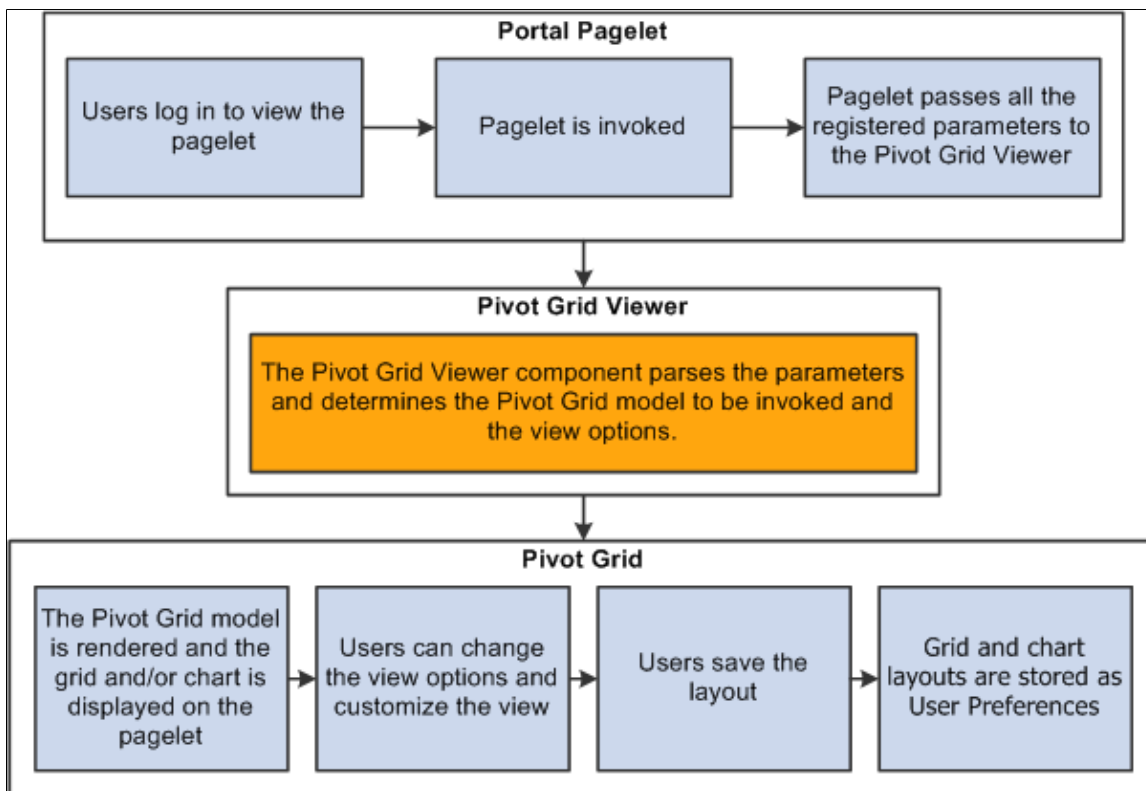 Portal Pagelet
Users log in to view the
pagelet
Pagelet is invoked
Pagelet passes all the
registered parameters to
the Pivot Grid Viewer
Pivot Grid Viewer
The Pivot Grid Viewer component parses the parameters
and determines the Pivot Grid model to be invoked and
the view options.
Pivot Grid
The Pivot Grid model
is rendered and the
grid and/or chart is
displayed on the
pagelet
Users can change
the view options and
customize the view
Users save the
layout
Grid and chart
layouts are stored as
User Preferences